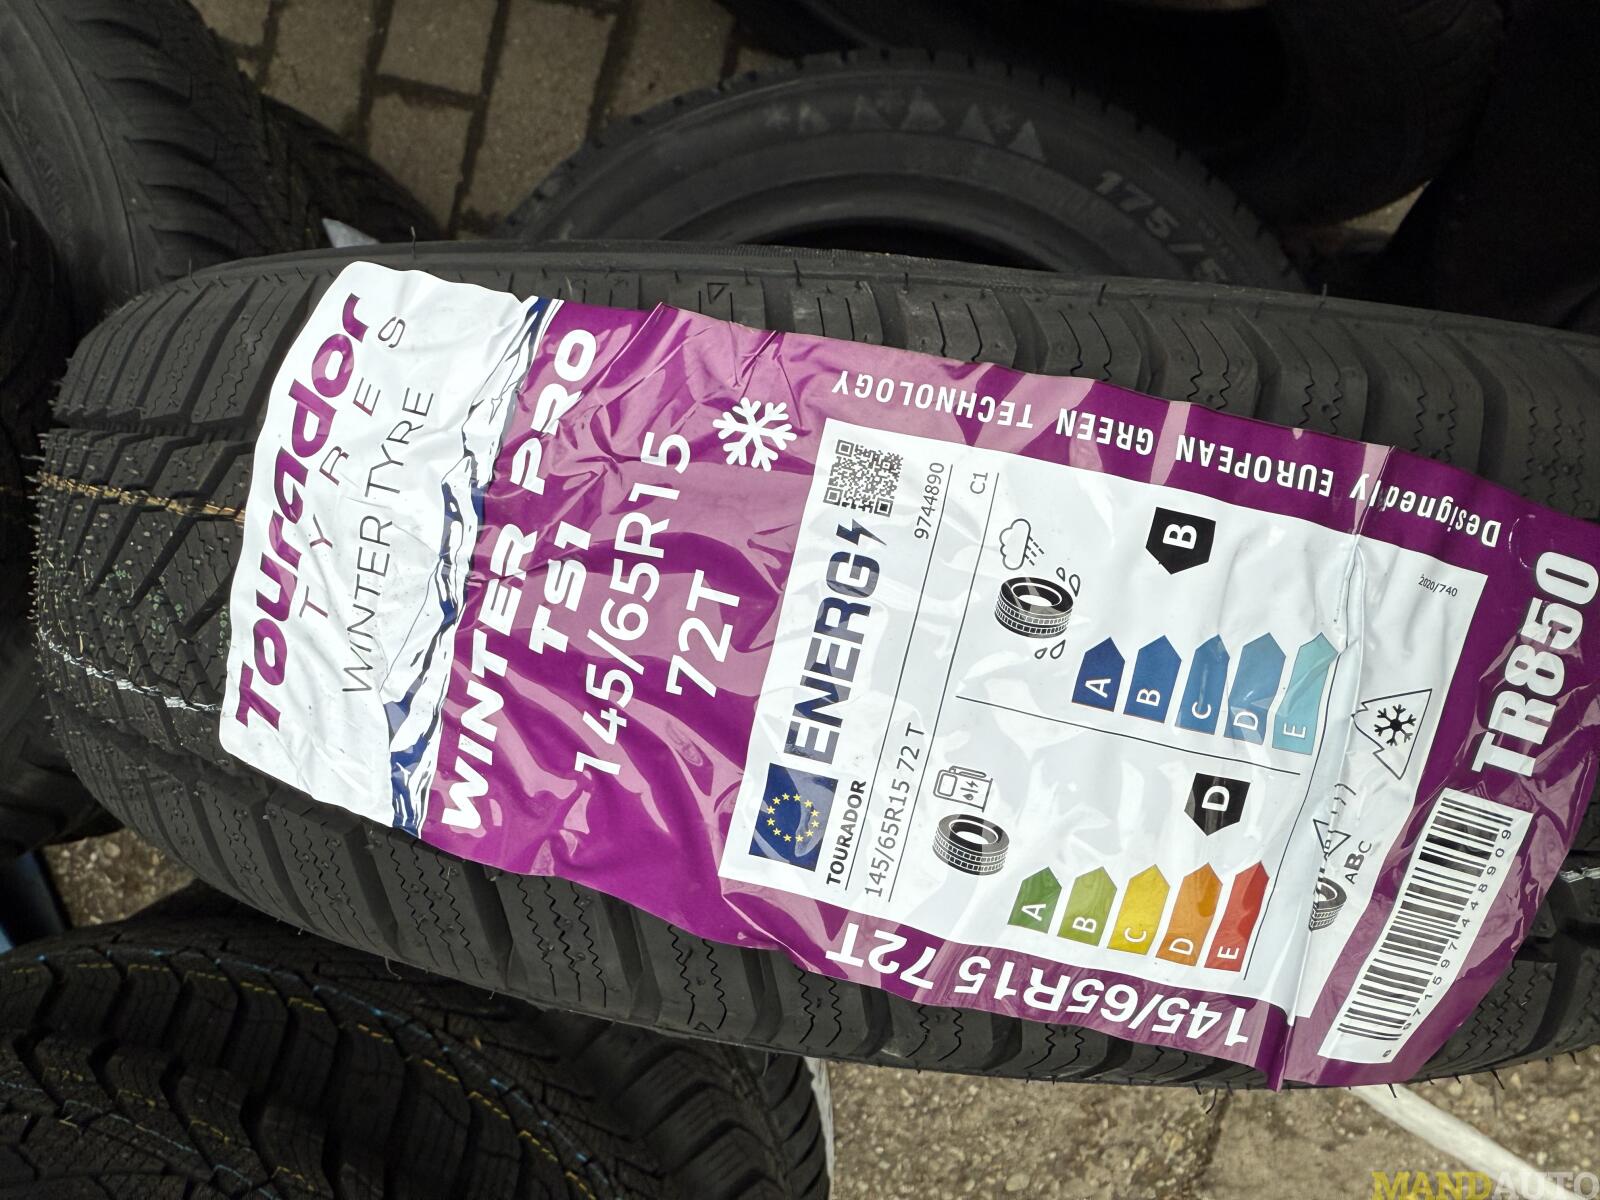 Tourador
TYRES
WINTER TYRE
WINTER PRO
TS1
145/65R15
72T
Designed by EUROPEAN GREEN TECHNOLOGY
ENERG
TOURADOR
9744890
145/65R15 72 T
C1
A
B
C
D
E
D
A
B
C
D
E
B
ABC
2020/740
145/65R15 72T
TR850
6971597448909
175/
MANDAUTO